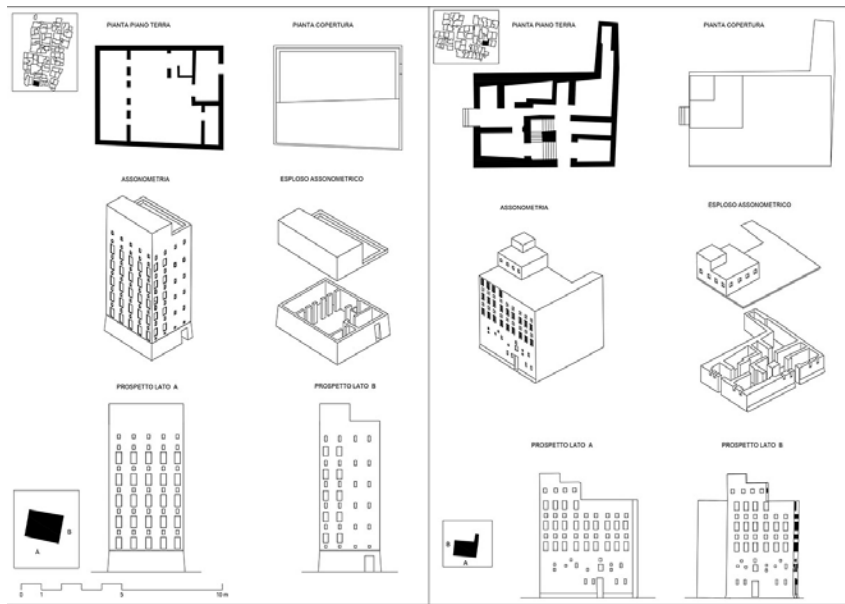 PIANTA PIANO TERRA
PIANTA COPERTURA
ASSONOMETRIA
ESPLOSO ASSONOMETRICO
PROSPETTO LATO A
PROSPETTO LATO B
A
B
0 1 5 10 m
PIANTA PIANO TERRA
PIANTA COPERTURA
ASSONOMETRIA
ESPLOSO ASSONOMETRICO
PROSPETTO LATO A
PROSPETTO LATO B
B
A